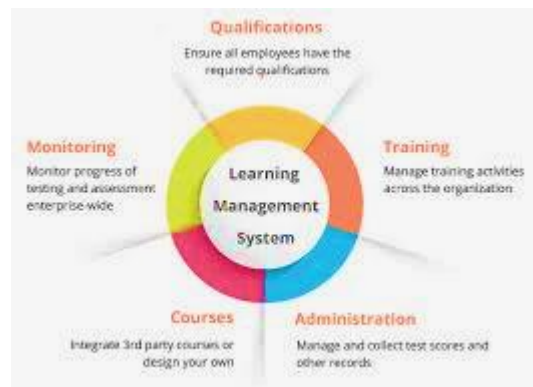 Qualifications
Ensure all employees have the
required qualifications
Monitoring
Monitor progress of
testing and assessment
enterprise-wide
Learning
Management
System
Training
Manage training activities
across the organization
Courses
Integrate 3rd party courses or
design your own
Administration
Manage and collect test scores and
other records